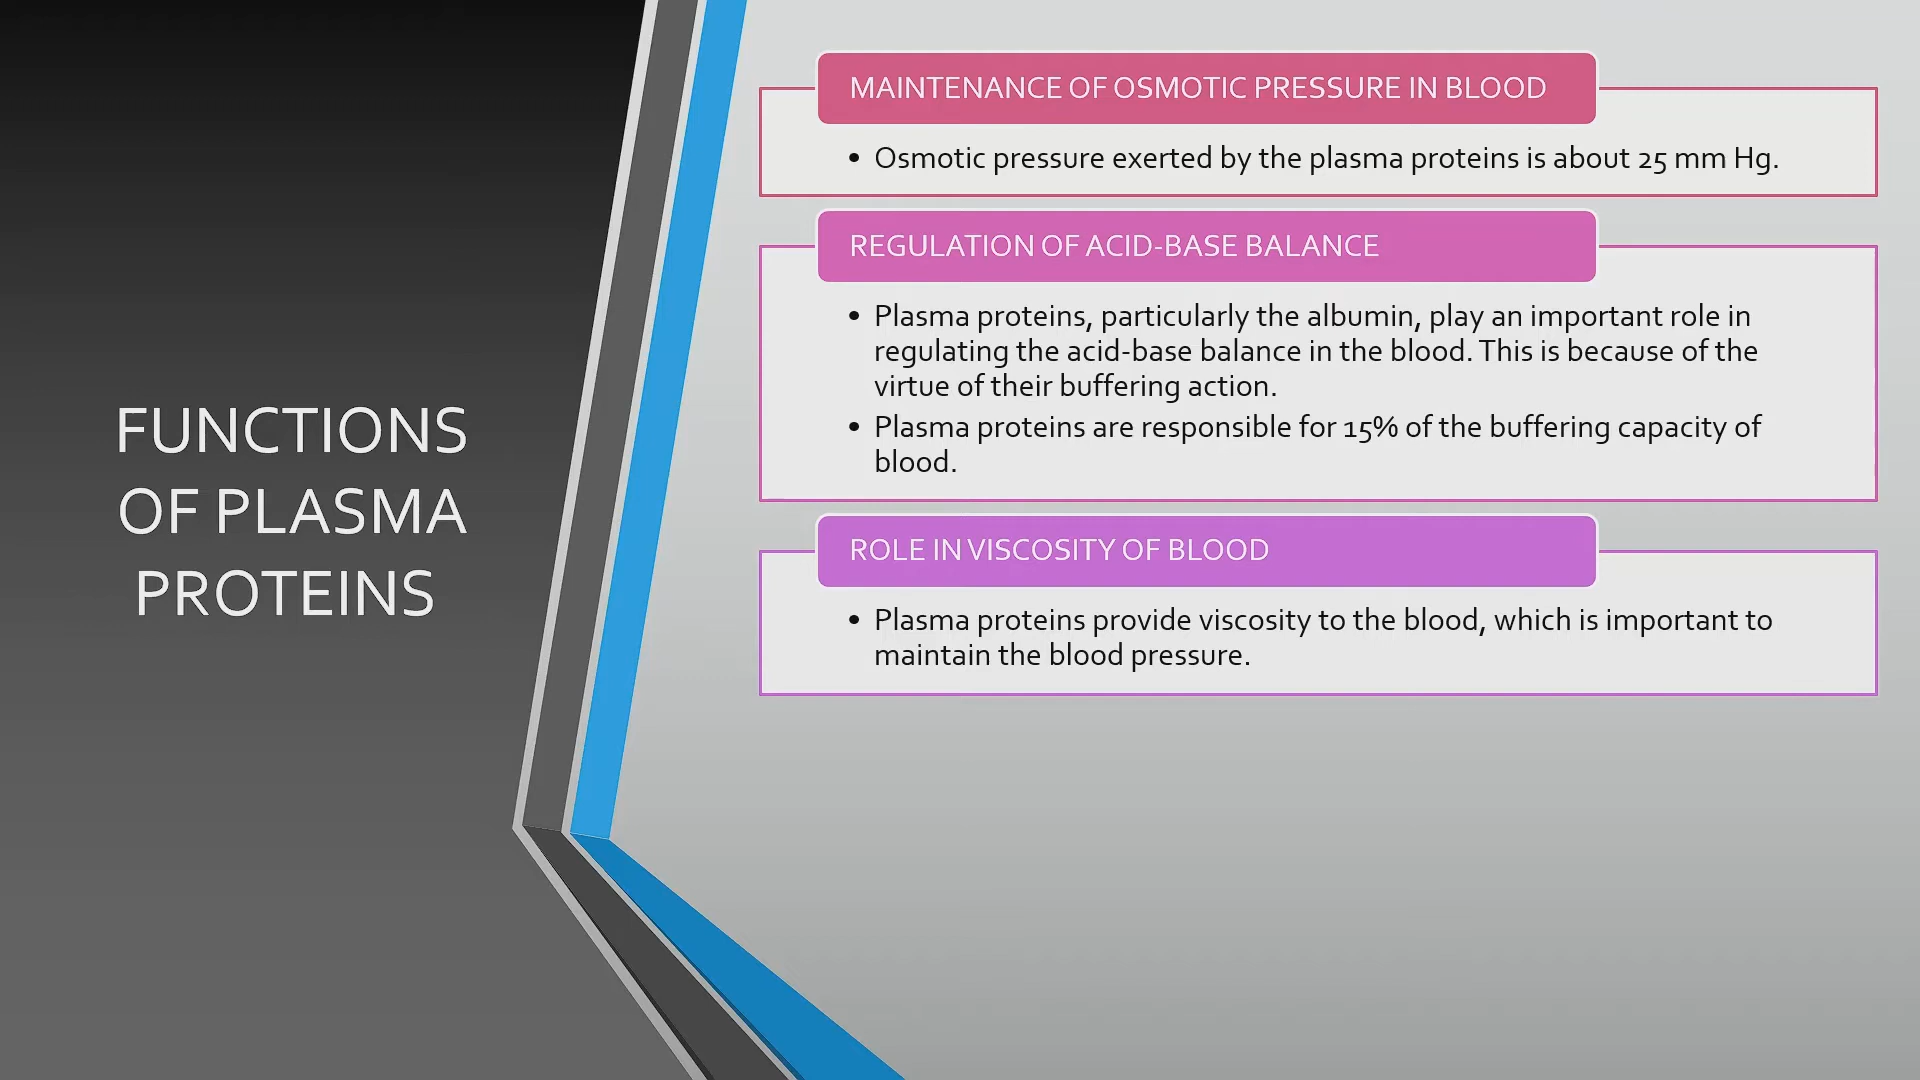 FUNCTIONS
OF PLASMA
PROTEINS
MAINTENANCE OF OSMOTIC PRESSURE IN BLOOD
• Osmotic pressure exerted by the plasma proteins is about 25 mm Hg.
REGULATION OF ACID-BASE BALANCE
• Plasma proteins, particularly the albumin, play an important role in
regulating the acid-base balance in the blood. This is because of the
virtue of their buffering action.
• Plasma proteins are responsible for 15% of the buffering capacity of
blood.
ROLE IN VISCOSITY OF BLOOD
• Plasma proteins provide viscosity to the blood, which is important to
maintain the blood pressure.